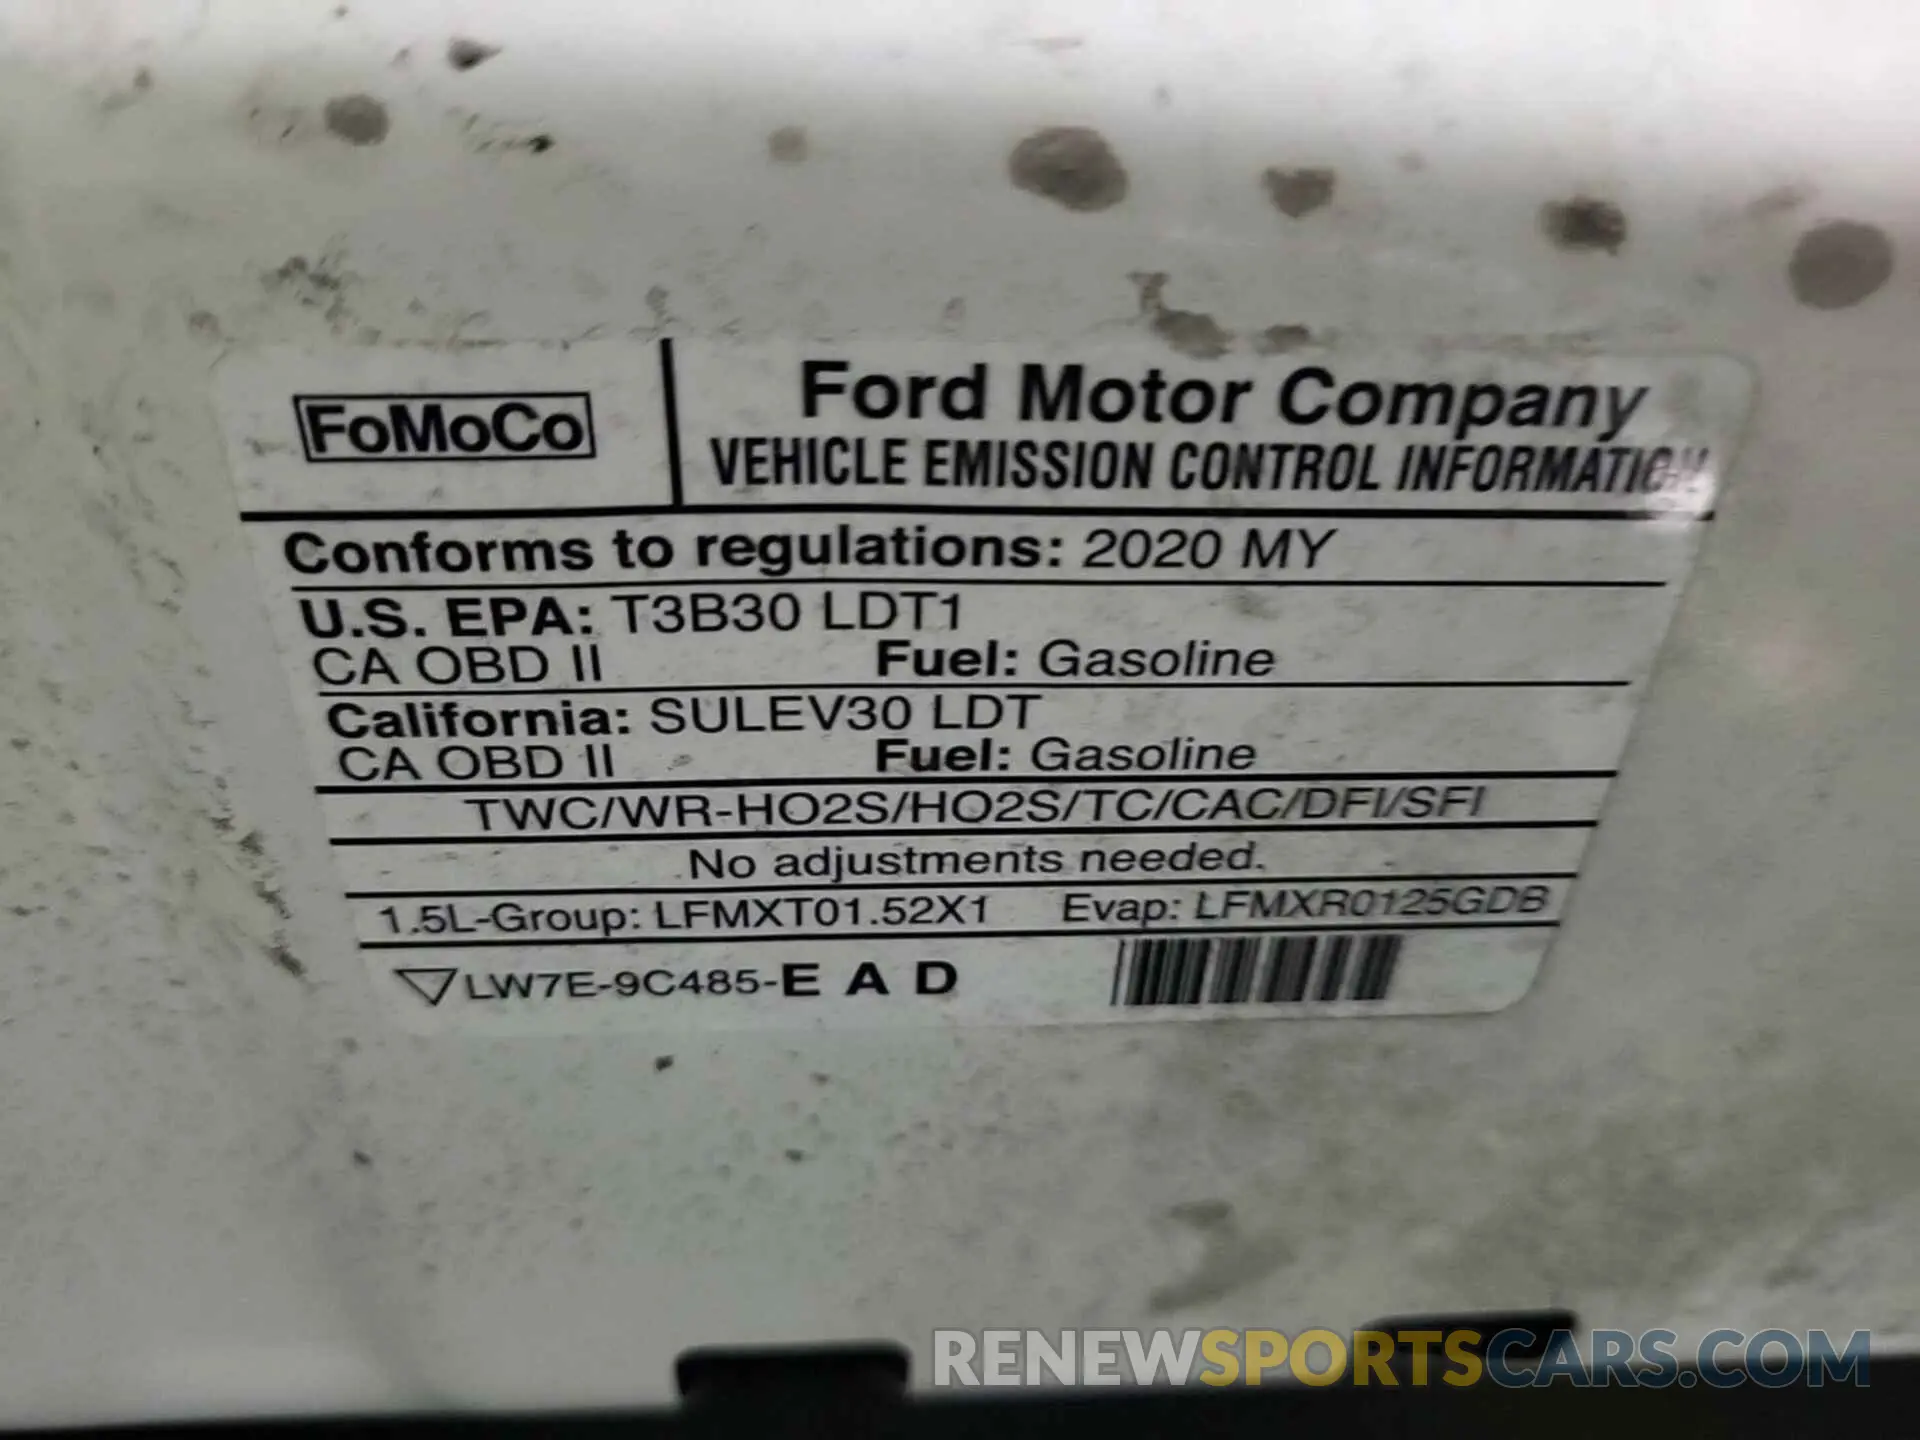 FoMoCo
Ford Motor Company
VEHICLE EMISSION CONTROL INFORMATION
Conforms to regulations: 2020 MY
U.S. EPA: T3B30 LDT1
CA OBD II Fuel: Gasoline
California: SULEV30 LDT
CA OBD II Fuel: Gasoline
TWC/WR-HO2S/HO2S/TC/CAC/DFI/SFI
No adjustments needed.
1.5L-Group: LFMXT01.52X1 Evap: LFMXR0125GDB
LW7E-9C485-E A D
RENEWSPORTSCARS.COM